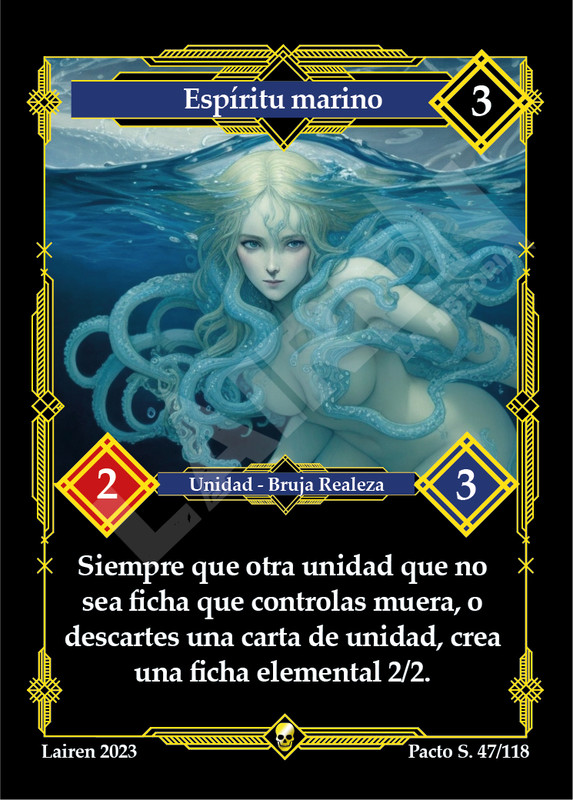 Espíritu marino
3
2
Unidad - Bruja Realeza
3
Siempre que otra unidad que no
sea ficha que controlas muera, o
descartes una carta de unidad, crea
una ficha elemental 2/2.
Lairen 2023
Pacto S. 47/118